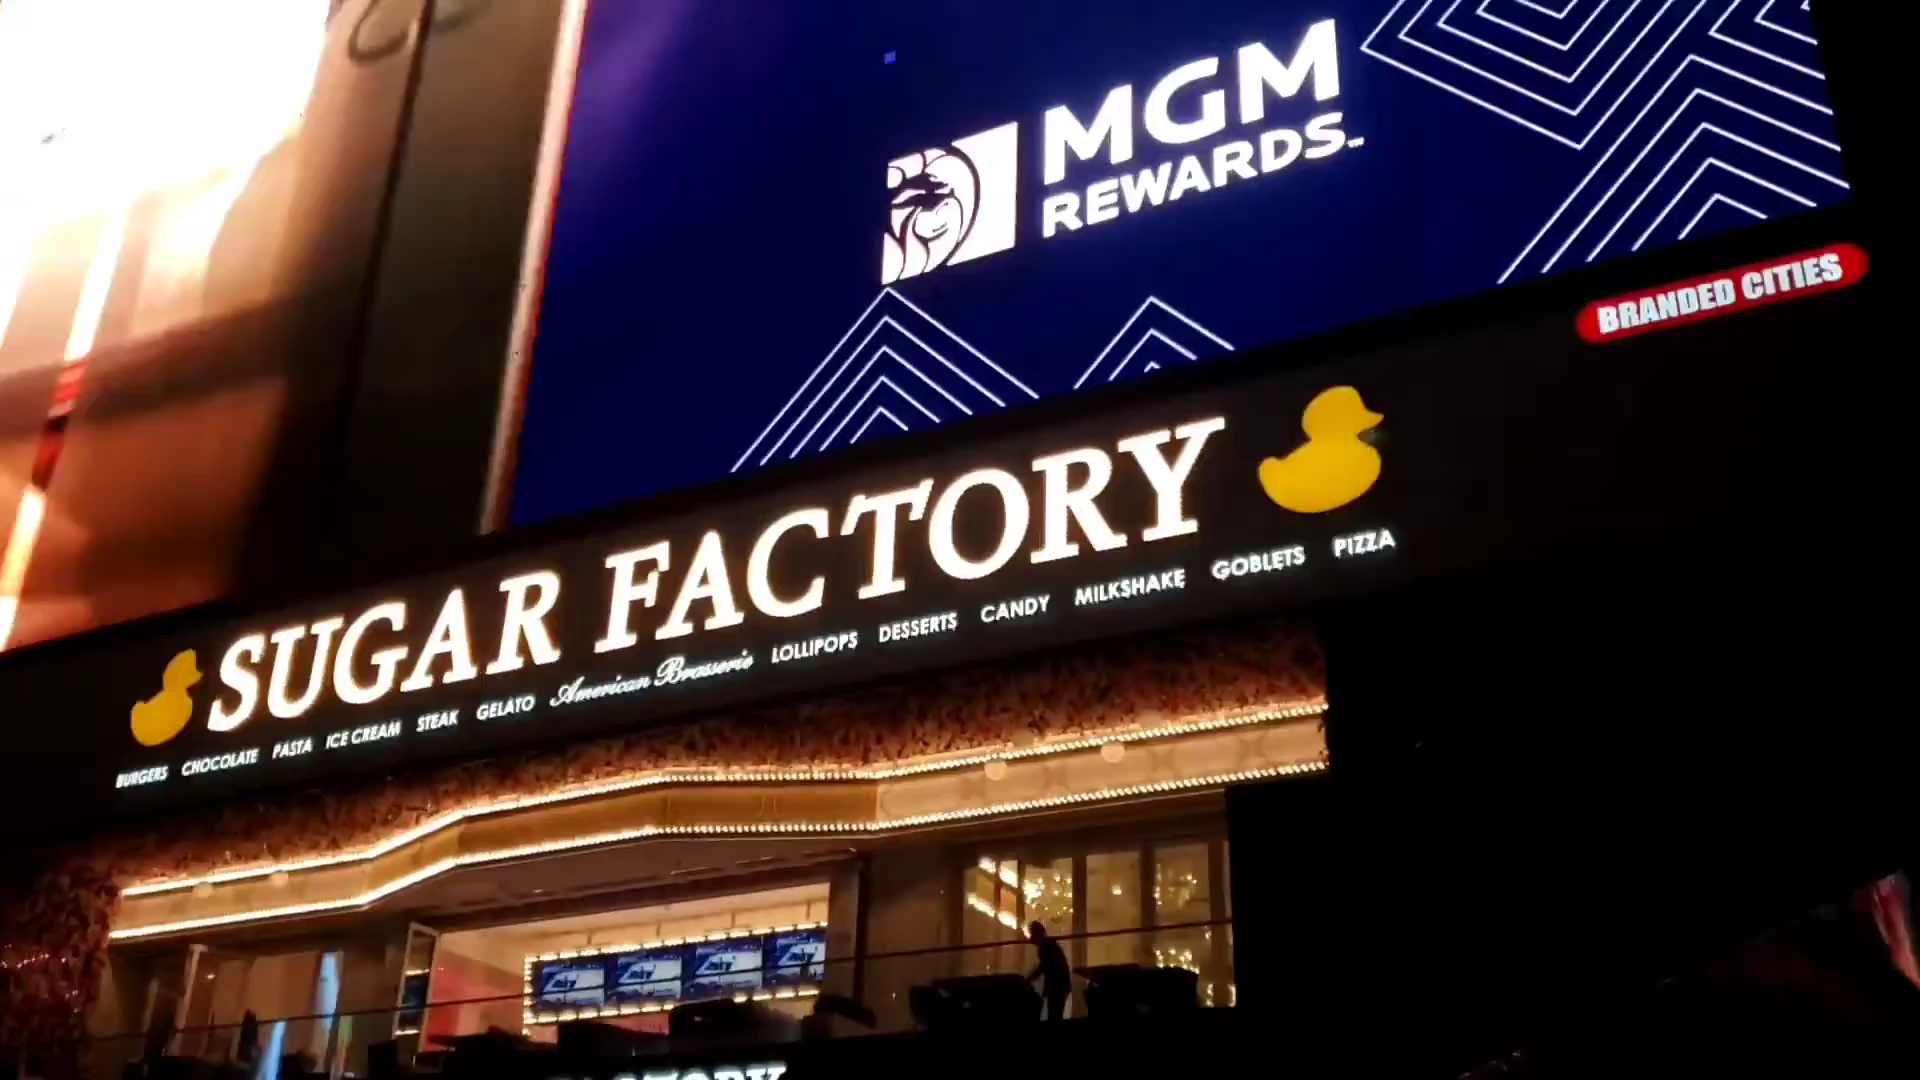 MGM
REWARDS™
BRANDED CITIES
SUGAR FACTORY
BURGERS CHOCOLATE PASTA ICE CREAM STEAK GELATO American Brasserie LOLLIPOPS DESSERTS CANDY MILKSHAKE GOBLETS PIZZA